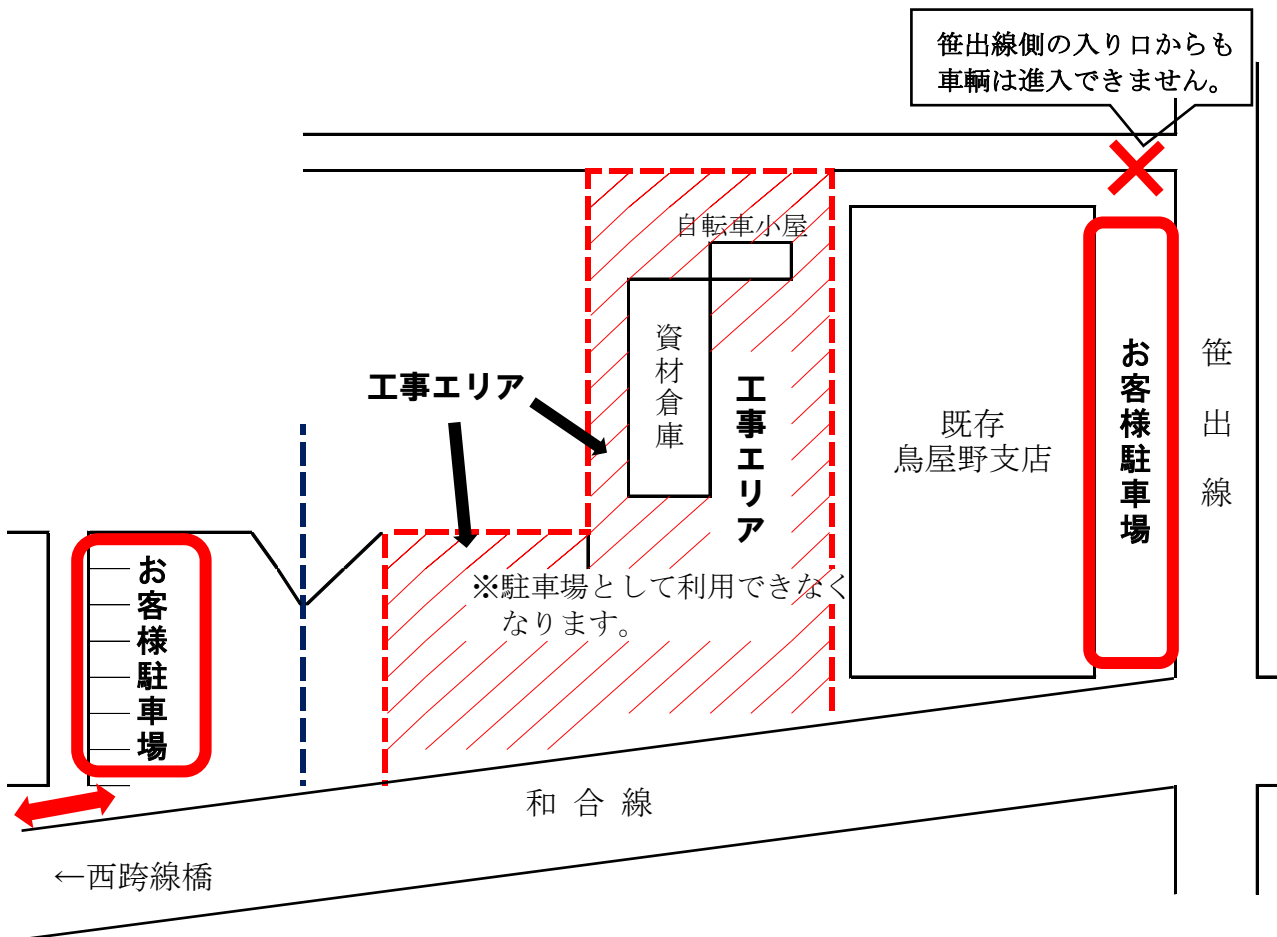 笹出線側の入り口からも
車輌は進入できません。
自転車小屋
資材倉庫
工事エリア
工事エリア
既存
鳥屋野支店
お客様駐車場
笹出線
※駐車場として利用できなく
なります。
お客様駐車場
和合線
←西跨線橋